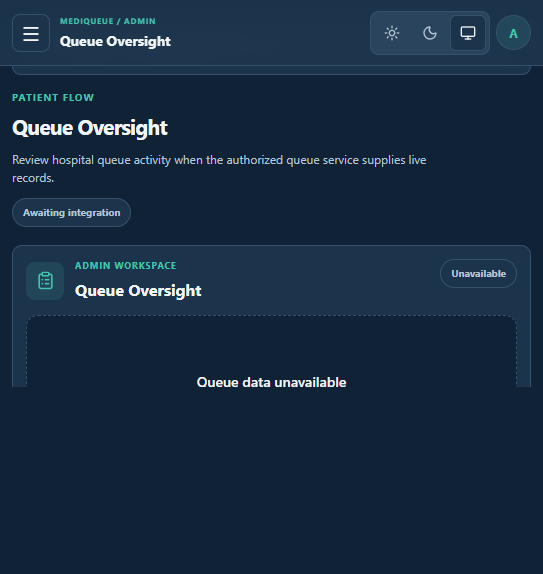 MEDIQUEUE / ADMIN
Queue Oversight
A
PATIENT FLOW
Queue Oversight
Review hospital queue activity when the authorized queue service supplies live
records.
Awaiting integration
ADMIN WORKSPACE
Queue Oversight
Unavailable
Queue data unavailable